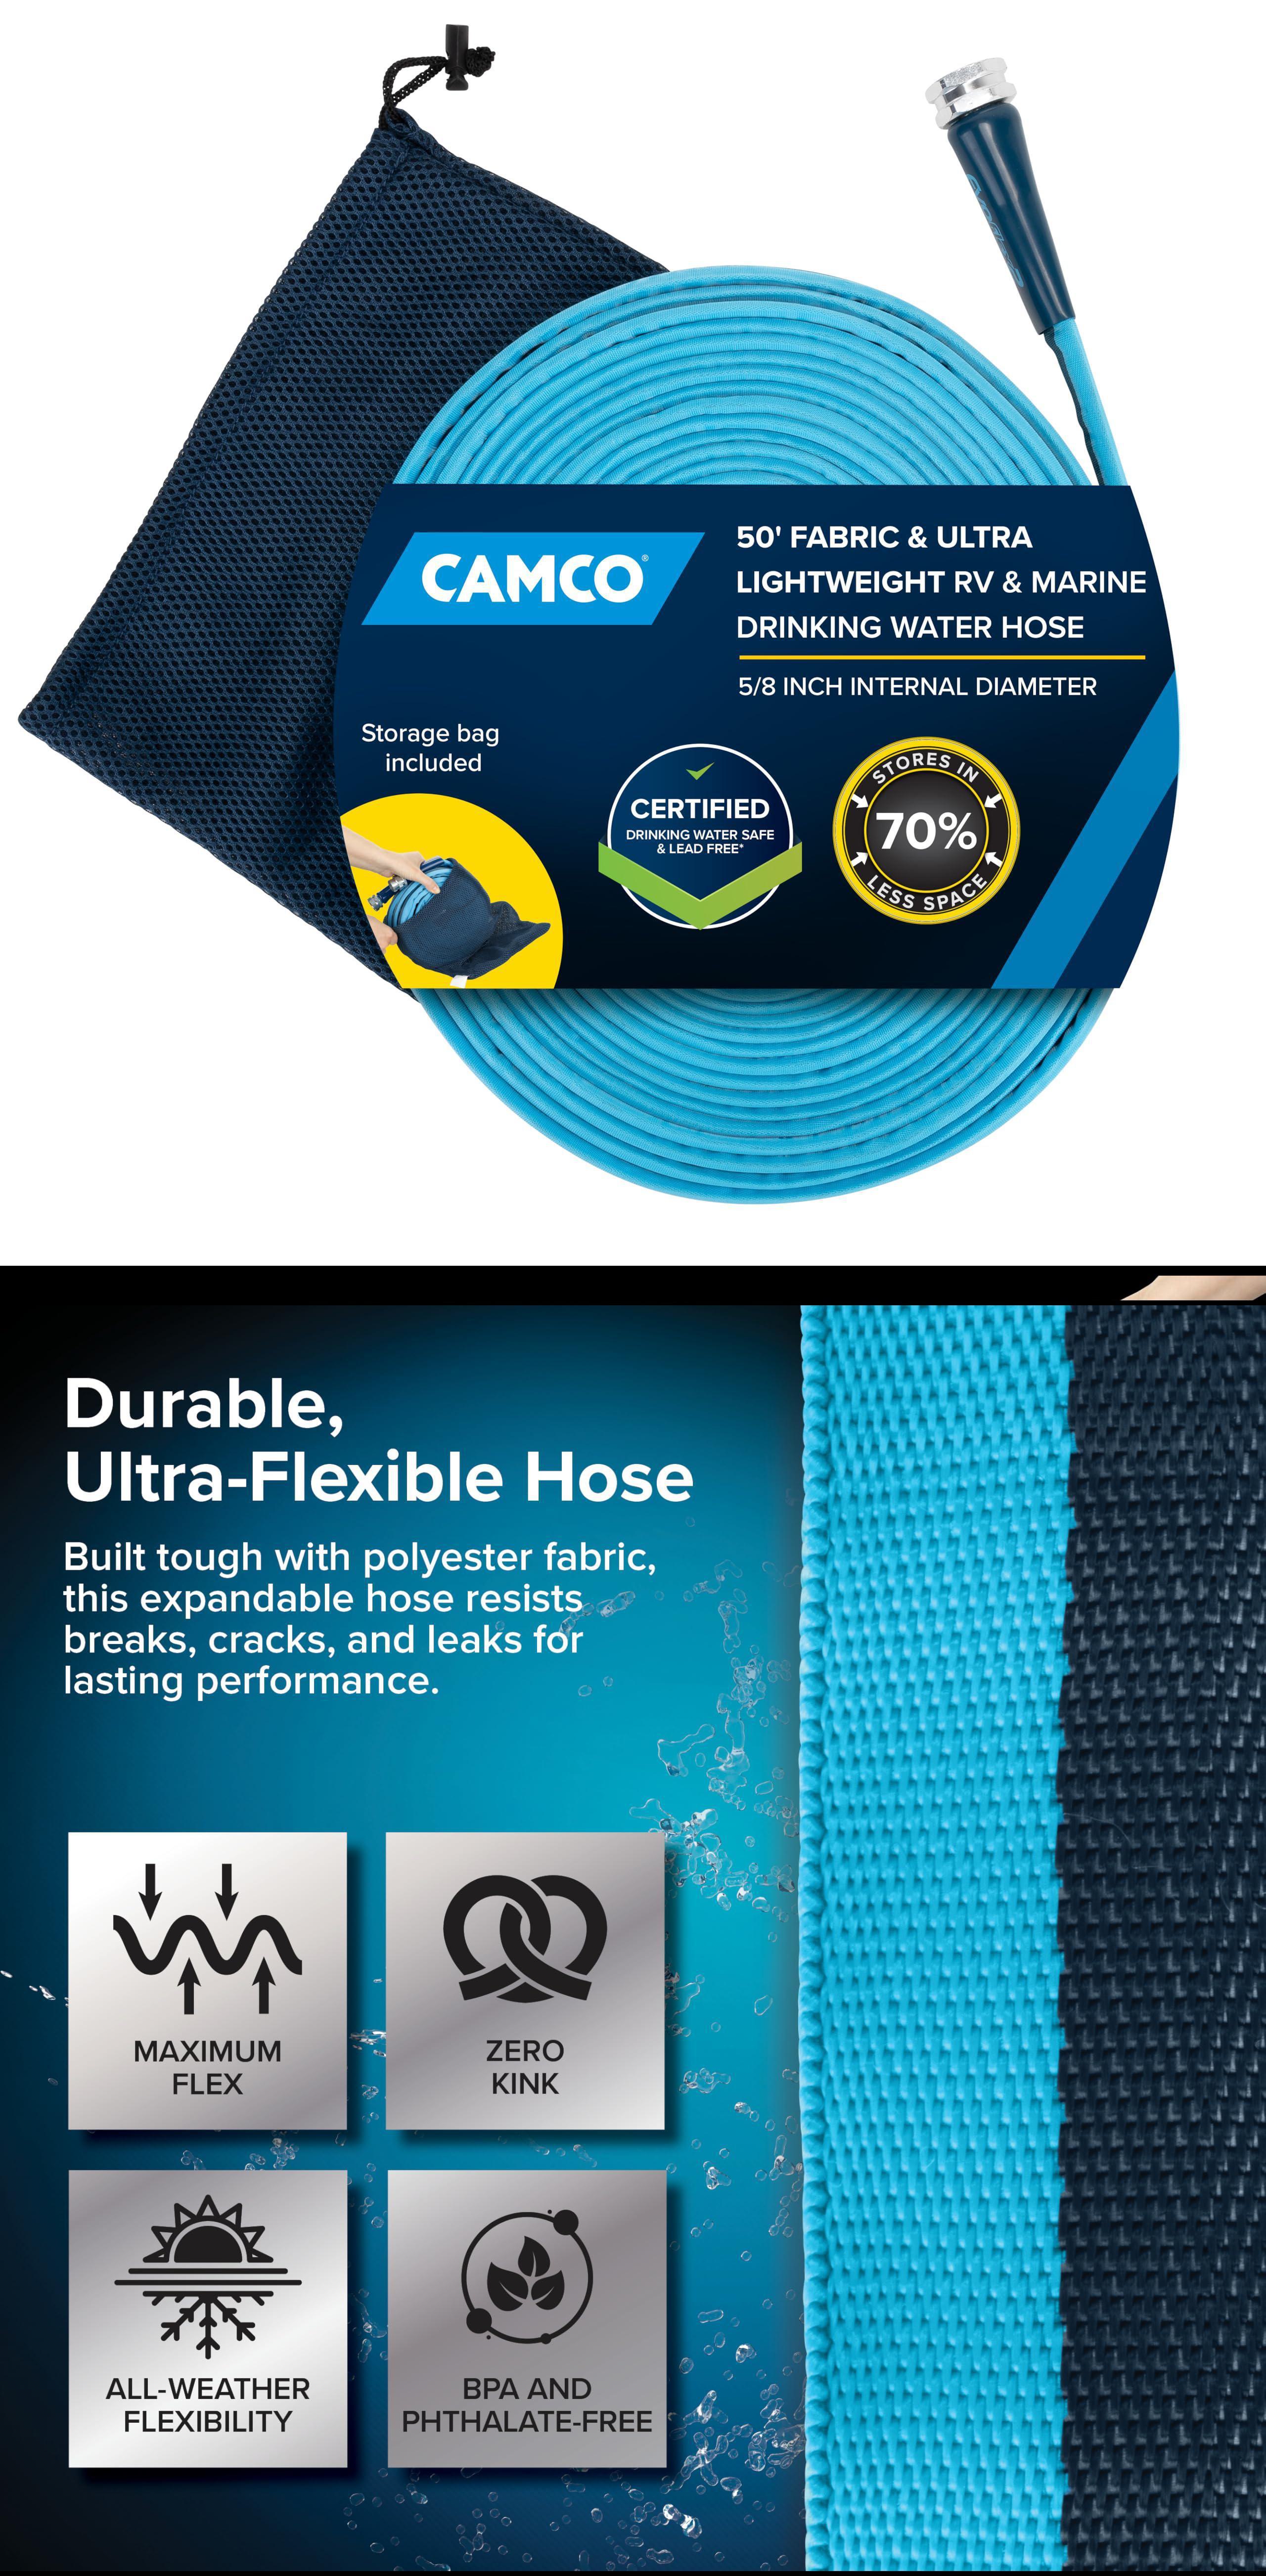 CAMCO®
50' FABRIC & ULTRA
LIGHTWEIGHT RV & MARINE
DRINKING WATER HOSE
5/8 INCH INTERNAL DIAMETER
Storage bag
included
CERTIFIED
DRINKING WATER SAFE
& LEAD FREE*
STORES IN
70%
LESS SPACE
Durable,
Ultra-Flexible Hose
Built tough with polyester fabric,
this expandable hose resists
breaks, cracks, and leaks for
lasting performance.
MAXIMUM
FLEX
ZERO
KINK
ALL-WEATHER
FLEXIBILITY
BPA AND
PHTHALATE-FREE